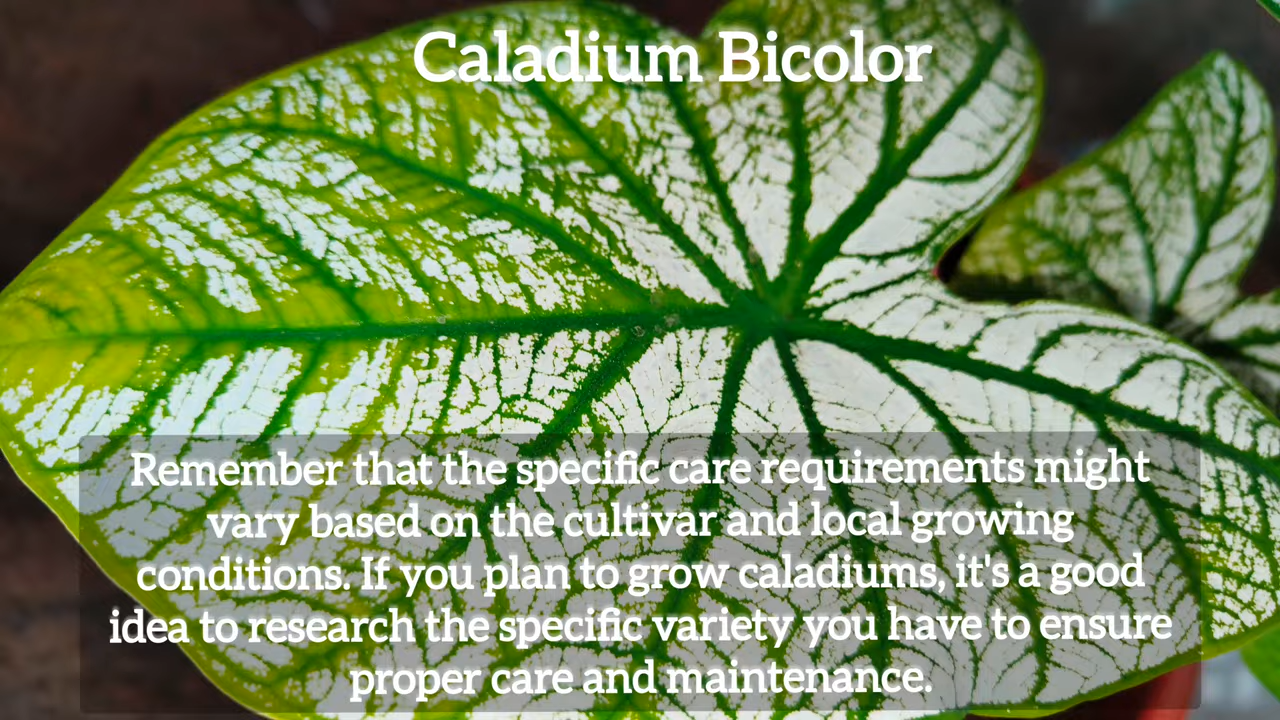 Caladium Bicolor
Remember that the specific care requirements might
vary based on the cultivar and local growing
conditions. If you plan to grow caladiums, it's a good
idea to research the specific variety you have to ensure
proper care and maintenance.